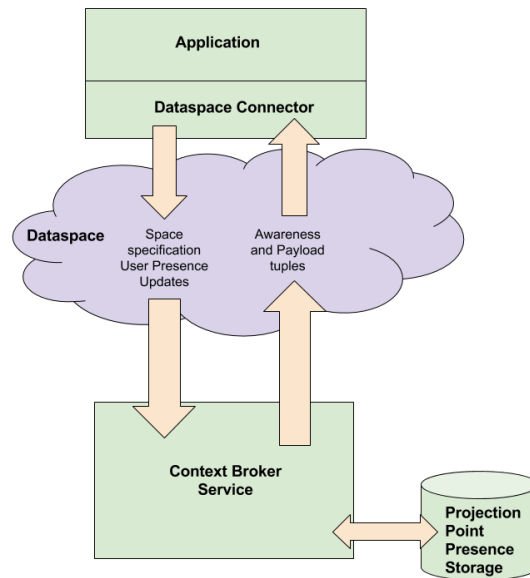 Application
Dataspace Connector
Dataspace
Space
specification
User Presence
Updates
Awareness
and Payload
tuples
Context Broker
Service
Projection
Point
Presence
Storage